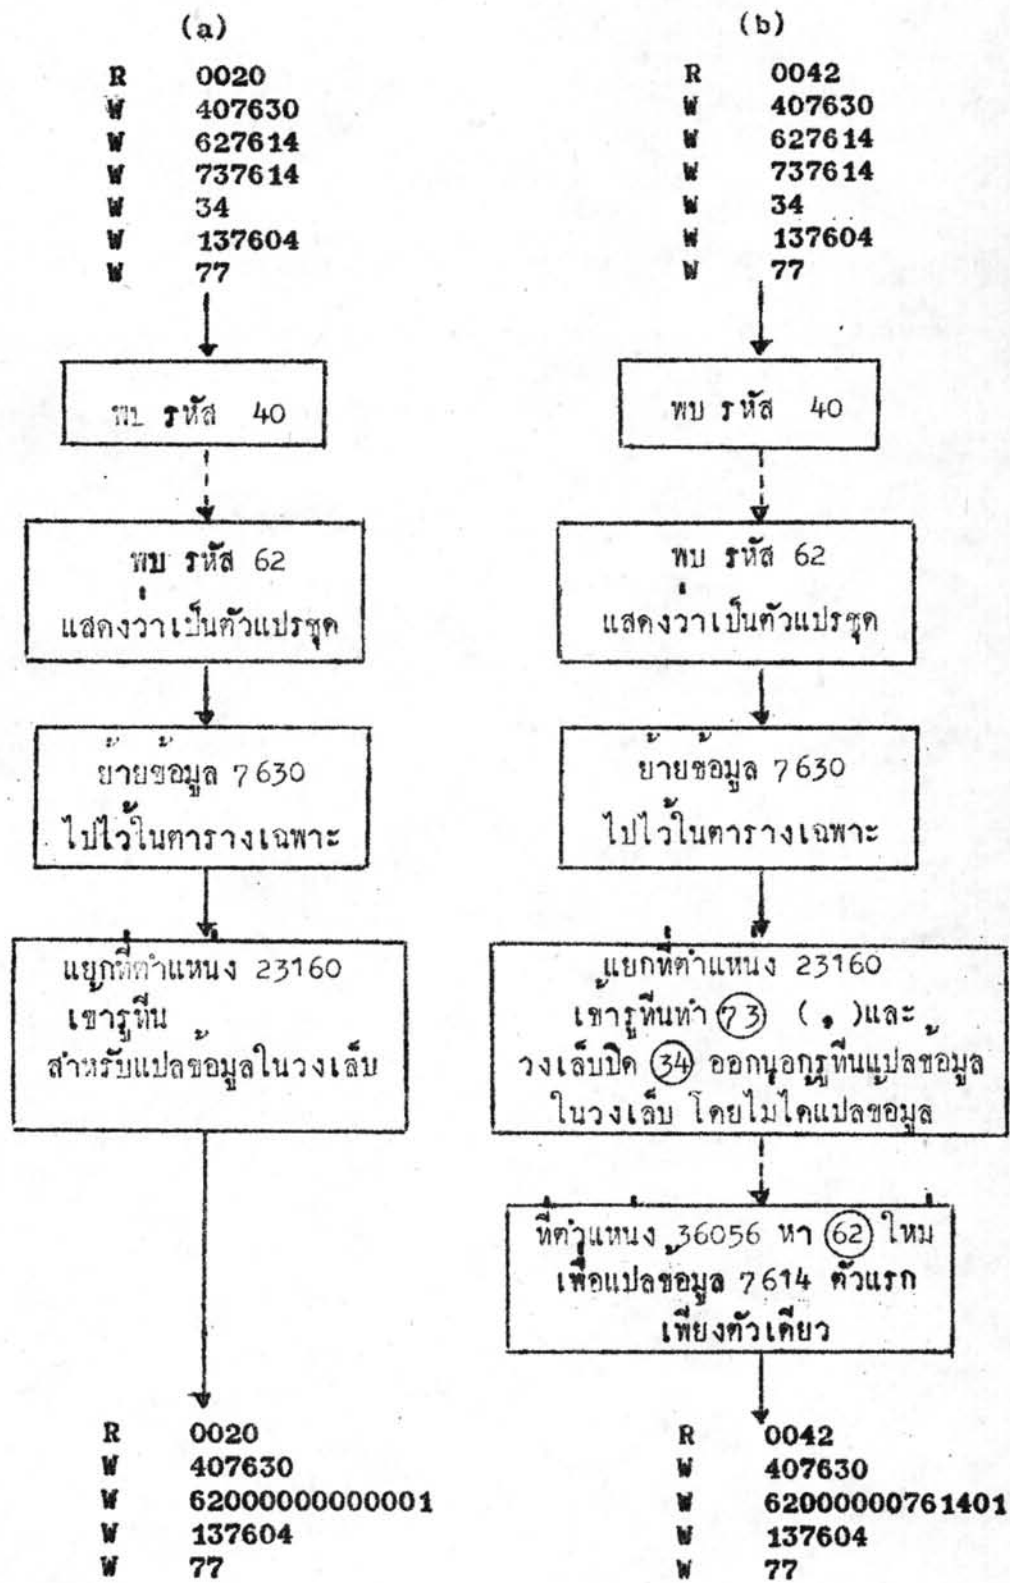 (a)
R 0020
W 407630
W 627614
W 737614
W 34
W 137604
W 77
พบ รหัส 40
พบ รหัส 62
แสดงว่าเป็นตัวแปรชุด
ย้ายข้อมูล 7630
ไปไว้ในตารางเฉพาะ
แยกที่ตำแหน่ง 23160
เข้ารูทีน
สำหรับแปลข้อมูลในวงเล็บ
R 0020
W 407630
W 62000000000001
W 137604
W 77
(b)
R 0042
W 407630
W 627614
W 737614
W 34
W 137604
W 77
พบ รหัส 40
พบ รหัส 62
แสดงว่าเป็นตัวแปรชุด
ย้ายข้อมูล 7630
ไปไว้ในตารางเฉพาะ
แยกที่ตำแหน่ง 23160
เข้ารูทีนทำ 73 (,)และ
วงเล็บปิด 34 ออกนอกรูทีนแปลข้อมูล
ในวงเล็บ โดยไม่ได้แปลข้อมูล
ที่ตำแหน่ง 36056 หา 62 ใหม่
เพื่อแปลข้อมูล 7614 ตัวแรก
เพียงตัวเดียว
R 0042
W 407630
W 62000000761401
W 137604
W 77